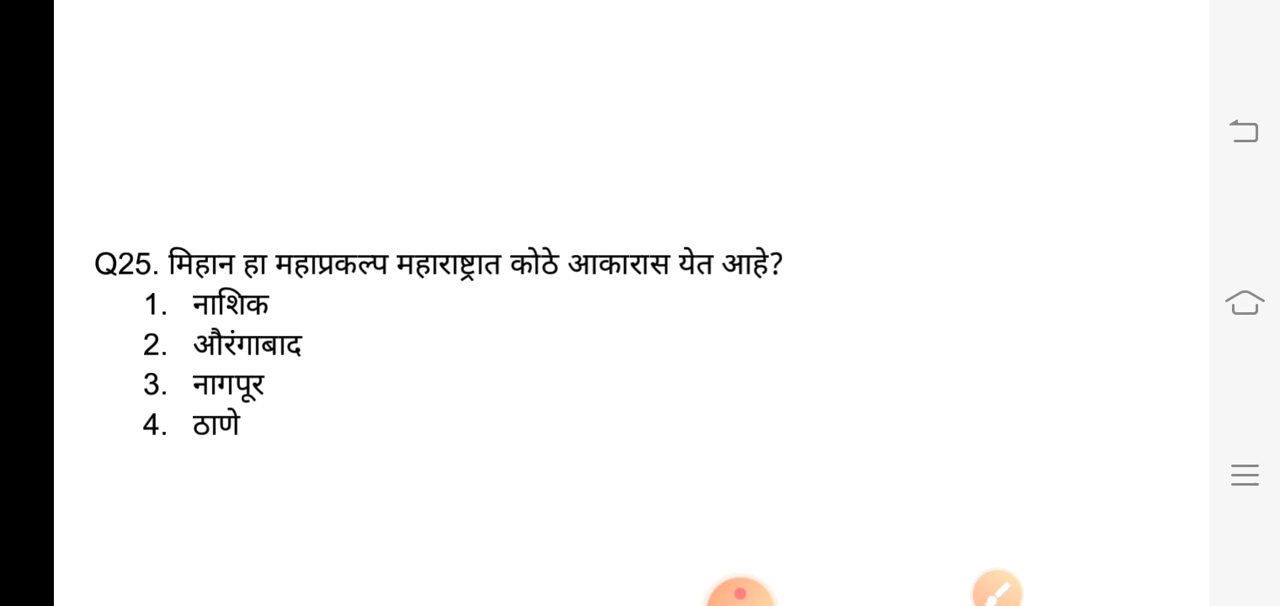 Q25. मिहान हा महाप्रकल्प महाराष्ट्रात कोठे आकारास येत आहे?
1. नाशिक
2. औरंगाबाद
3. नागपूर
4. ठाणे